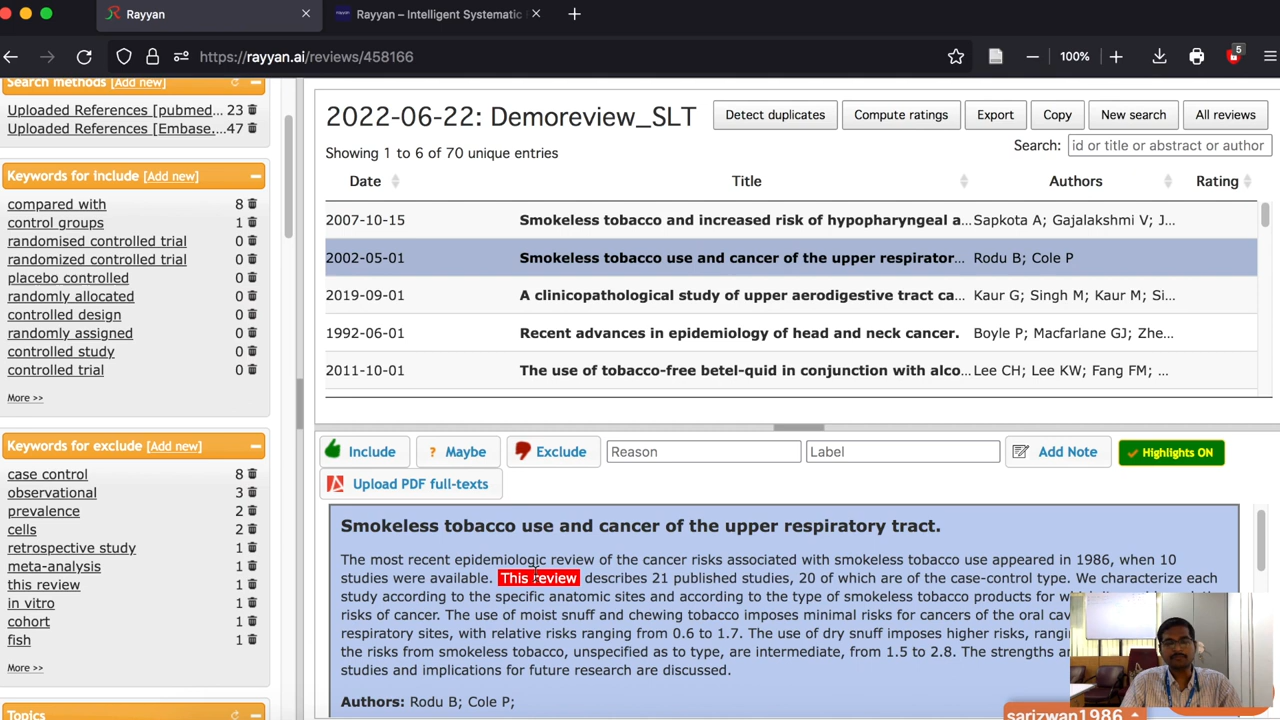 Rayyan
Rayyan – Intelligent Systematic
https://rayyan.ai/reviews/458166
100%
5
Search methods [Add new]
Uploaded References [pubmed... 23
Uploaded References [Embase,... 47
Keywords for include [Add new]
compared with 8
control groups 1
randomised controlled trial 0
randomized controlled trial 0
placebo controlled 0
randomly allocated 0
controlled design 0
randomly assigned 0
controlled study 0
controlled trial 0
More >>
Keywords for exclude [Add new]
case control 8
observational 3
prevalence 2
cells 2
retrospective study 1
meta-analysis 1
this review 1
in vitro 1
cohort 1
fish 1
More >>
Topics
2022-06-22: Demoreview_SLT
Detect duplicates
Compute ratings
Export
Copy
New search
All reviews
Showing 1 to 6 of 70 unique entries
Search: id or title or abstract or author
Date Title Authors Rating
2007-10-15 Smokeless tobacco and increased risk of hypopharyngeal a... Sapkota A; Gajalakshmi V; J...
2002-05-01 Smokeless tobacco use and cancer of the upper respirator... Rodu B; Cole P
2019-09-01 A clinicopathological study of upper aerodigestive tract ca... Kaur G; Singh M; Kaur M; Si...
1992-06-01 Recent advances in epidemiology of head and neck cancer. Boyle P; Macfarlane GJ; Zhe...
2011-10-01 The use of tobacco-free betel-quid in conjunction with alco... Lee CH; Lee KW; Fang FM; ...
Include
? Maybe
Exclude
Reason
Label
Add Note
Highlights ON
Upload PDF full-texts
Smokeless tobacco use and cancer of the upper respiratory tract.
The most recent epidemiologic review of the cancer risks associated with smokeless tobacco use appeared in 1986, when 10
studies were available. This review describes 21 published studies, 20 of which are of the case-control type. We characterize each
study according to the specific anatomic sites and according to the type of smokeless tobacco products for
risks of cancer. The use of moist snuff and chewing tobacco imposes minimal risks for cancers of the oral
respiratory sites, with relative risks ranging from 0.6 to 1.7. The use of dry snuff imposes higher risks,
the risks from smokeless tobacco, unspecified as to type, are intermediate, from 1.5 to 2.8. The strengths
studies and implications for future research are discussed.
Authors: Rodu B; Cole P;
sarizwan1986